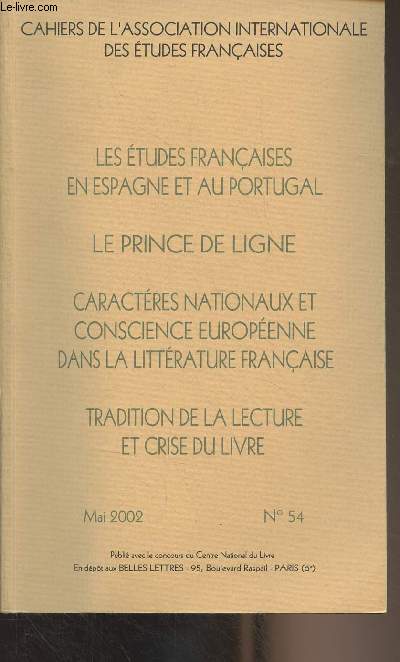 Le-livre.com
CAHIERS DE L'ASSOCIATION INTERNATIONALE
DES ÉTUDES FRANÇAISES
LES ÉTUDES FRANÇAISES
EN ESPAGNE ET AU PORTUGAL
LE PRINCE DE LIGNE
CARACTÉRES NATIONAUX ET
CONSCIENCE EUROPÉENNE
DANS LA LITTÉRATURE FRANÇAISE
TRADITION DE LA LECTURE
ET CRISE DU LIVRE
Mai 2002 N° 54
Publié avec le concours du Centre National du Livre
En dépôt aux BELLES LETTRES - 95, Boulevard Raspail - PARIS (6e)